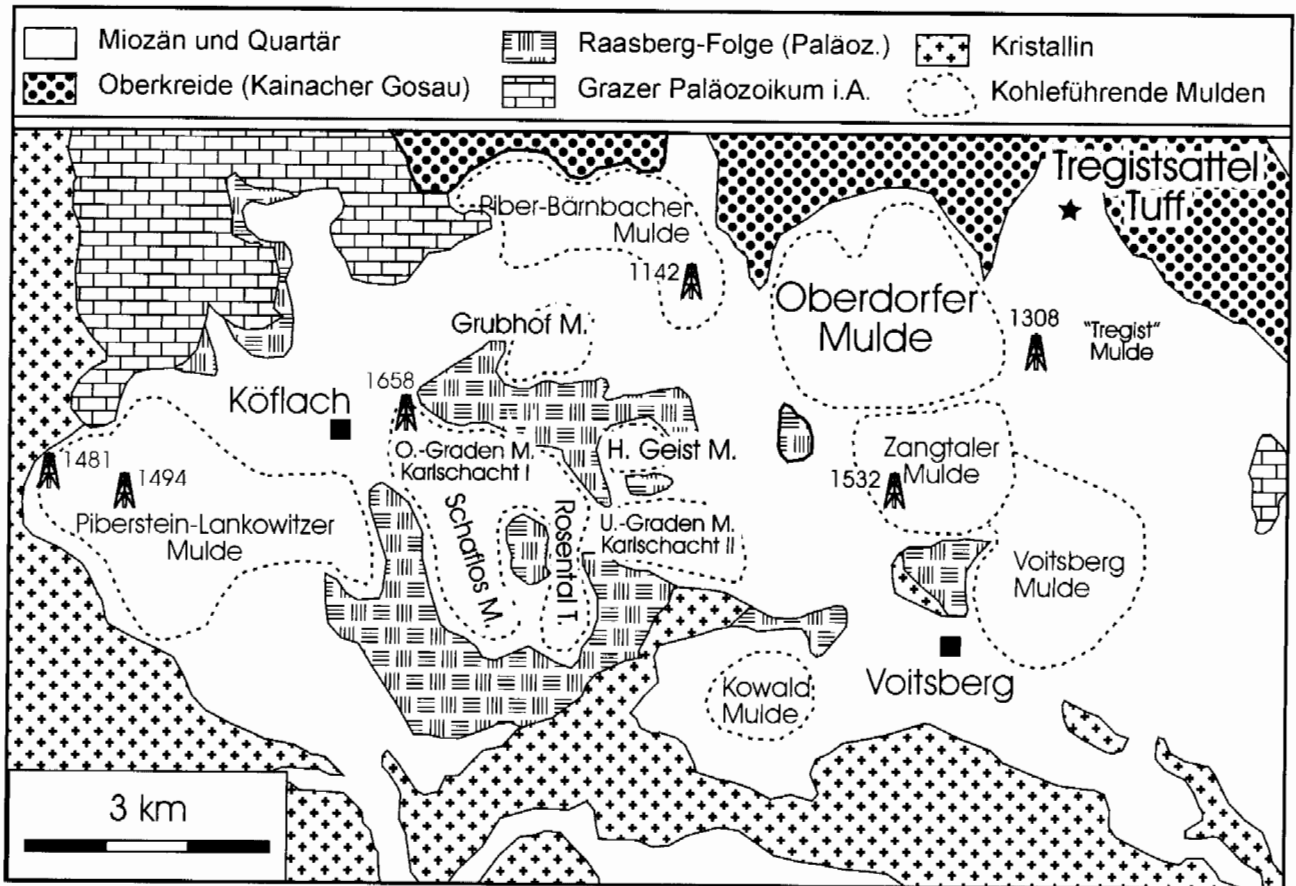 Miozän und Quartär
Raasberg-Folge (Paläoz.)
Kristallin
Oberkreide (Kainacher Gosau)
Grazer Paläozoikum i.A.
Kohleführende Mulden
Tregistsattel
Tuff
Piber-Bärnbacher
Mulde
1142
Oberdorfer
Mulde
1308
"Tregist"
Mulde
Grubhof M.
1658
Köflach
O.-Graden M.
Karlschacht I
H. Geist M.
Zangtaler
Mulde
1532
1481
1494
Piberstein-Lankowitzer
Mulde
Schaflos M.
Rosental T.
U.-Graden M.
Karlschacht II
Voitsberg
Mulde
Voitsberg
Kowald
Mulde
3 km